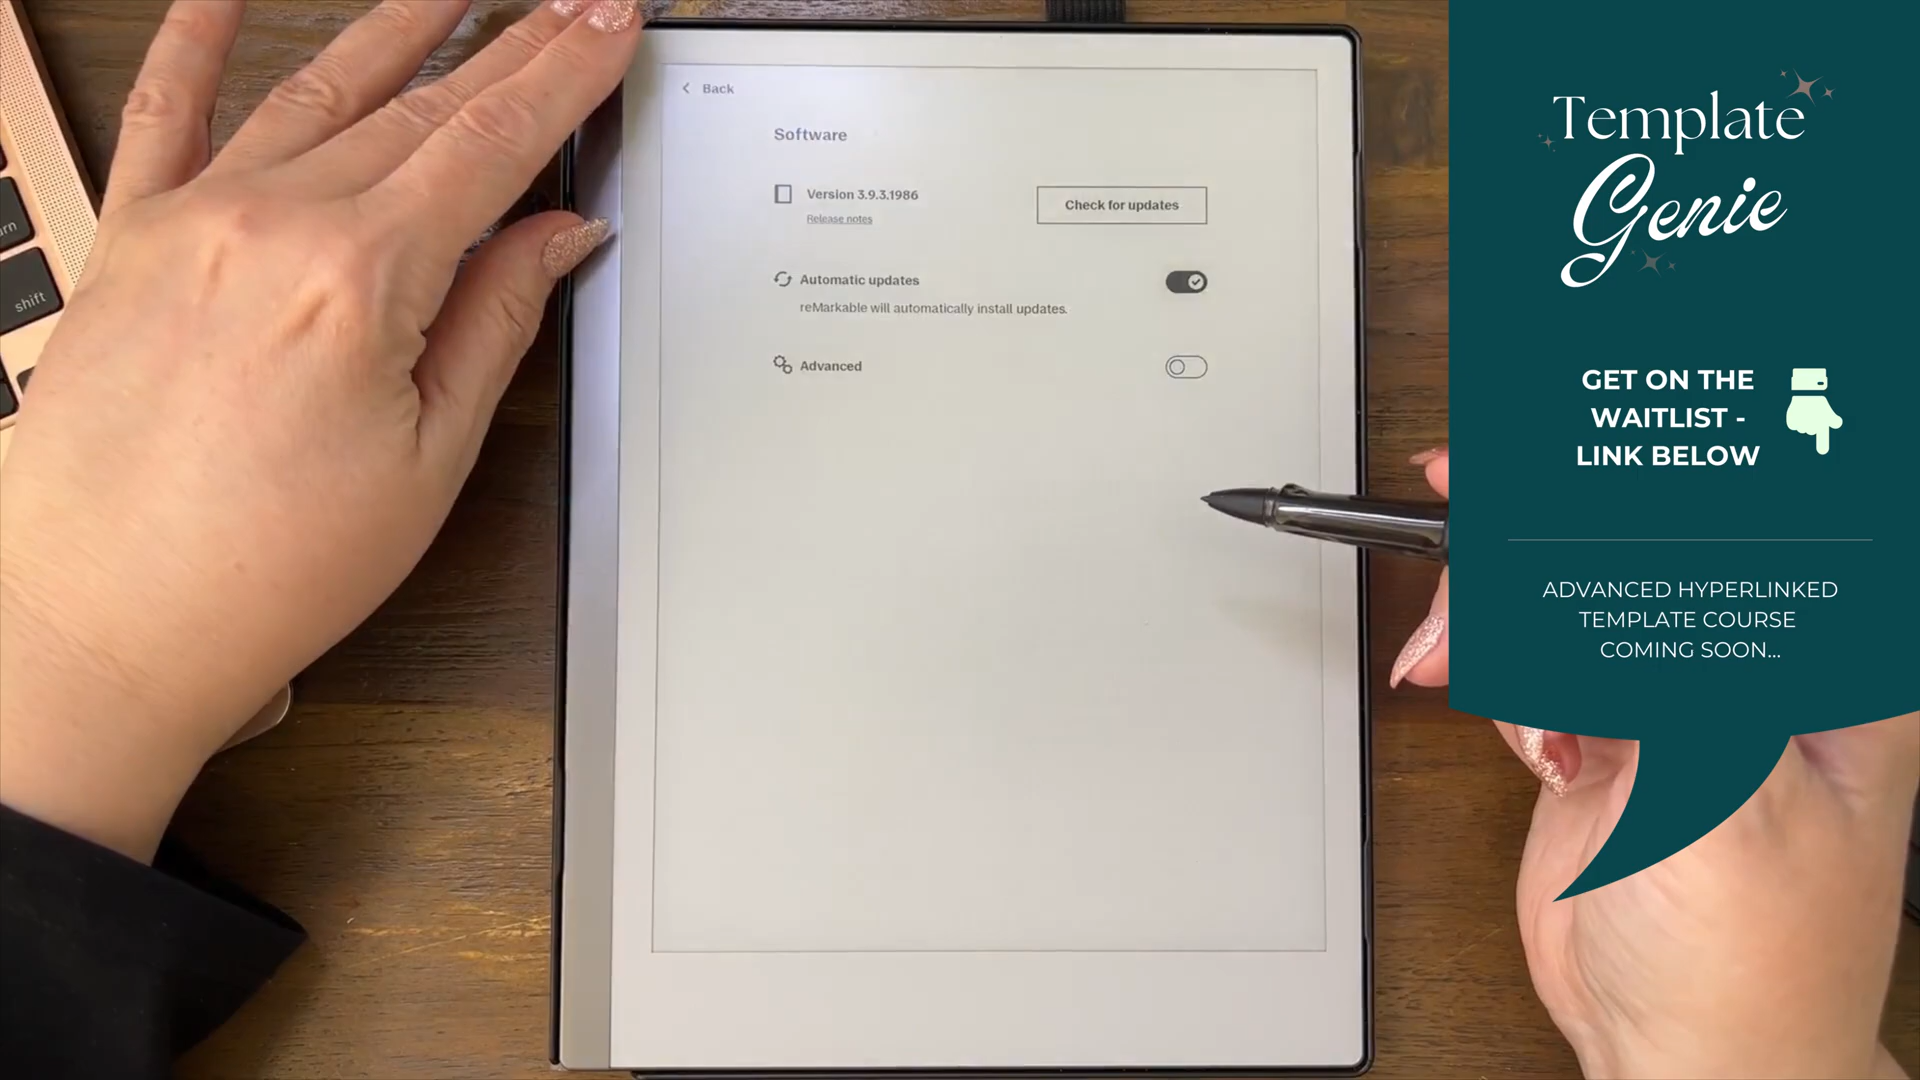 Back
Software
Version 3.9.3.1986
Check for updates
Release notes
Automatic updates
reMarkable will automatically install updates.
Advanced
shift
Template
Genie
GET ON THE
WAITLIST -
LINK BELOW
ADVANCED HYPERLINKED
TEMPLATE COURSE
COMING SOON...